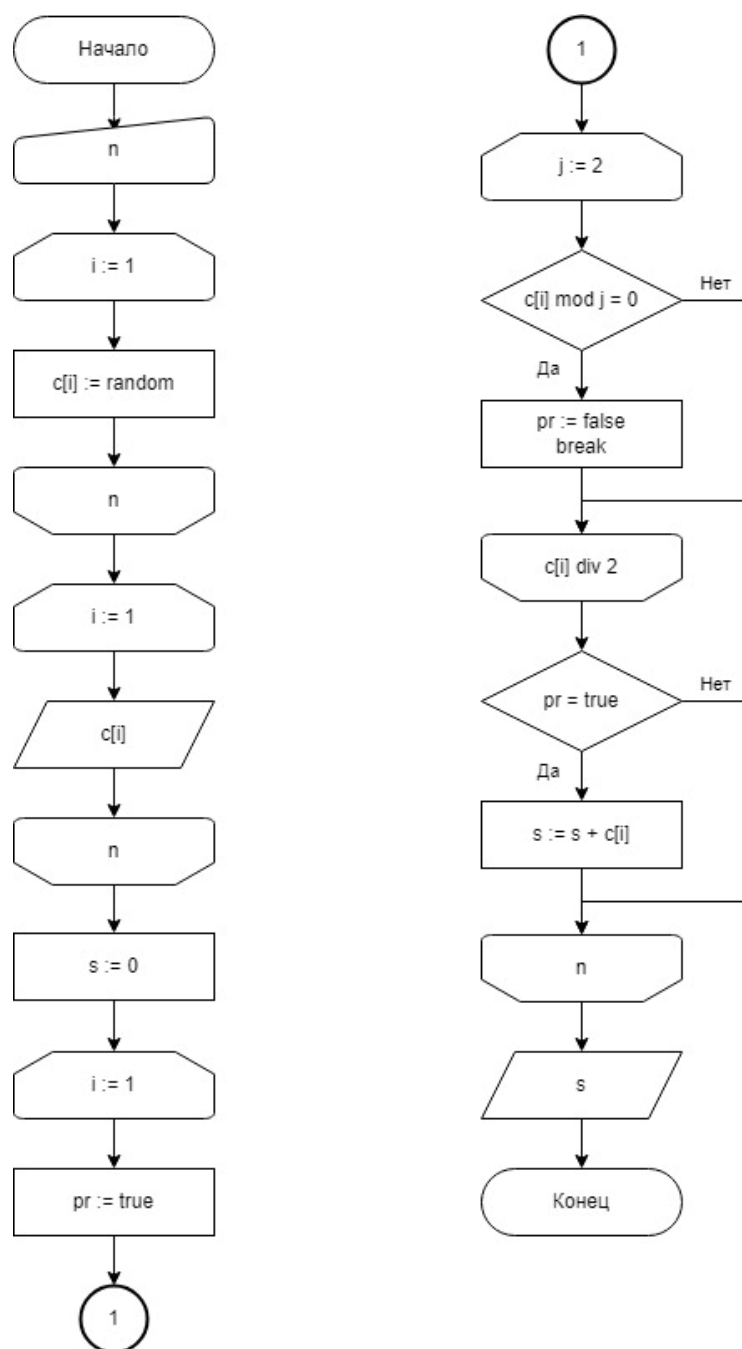 Начало
n
i := 1
c[i] := random
n
i := 1
c[i]
n
s := 0
i := 1
pr := true
1
1
j := 2
c[i] mod j = 0
Нет
Да
pr := false
break
c[i] div 2
pr = true
Нет
Да
s := s + c[i]
n
s
Конец